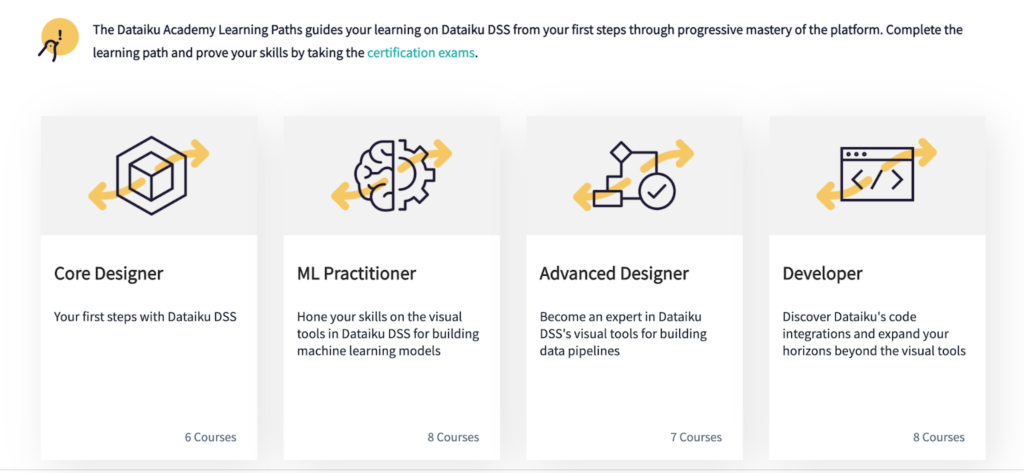 The Dataiku Academy Learning Paths guides your learning on Dataiku DSS from your first steps through progressive mastery of the platform. Complete the
learning path and prove your skills by taking the certification exams.
Core Designer
Your first steps with Dataiku DSS
6 Courses
ML Practitioner
Hone your skills on the visual
tools in Dataiku DSS for building
machine learning models
8 Courses
Advanced Designer
Become an expert in Dataiku
DSS's visual tools for building
data pipelines
7 Courses
Developer
Discover Dataiku's code
integrations and expand your
horizons beyond the visual tools
8 Courses